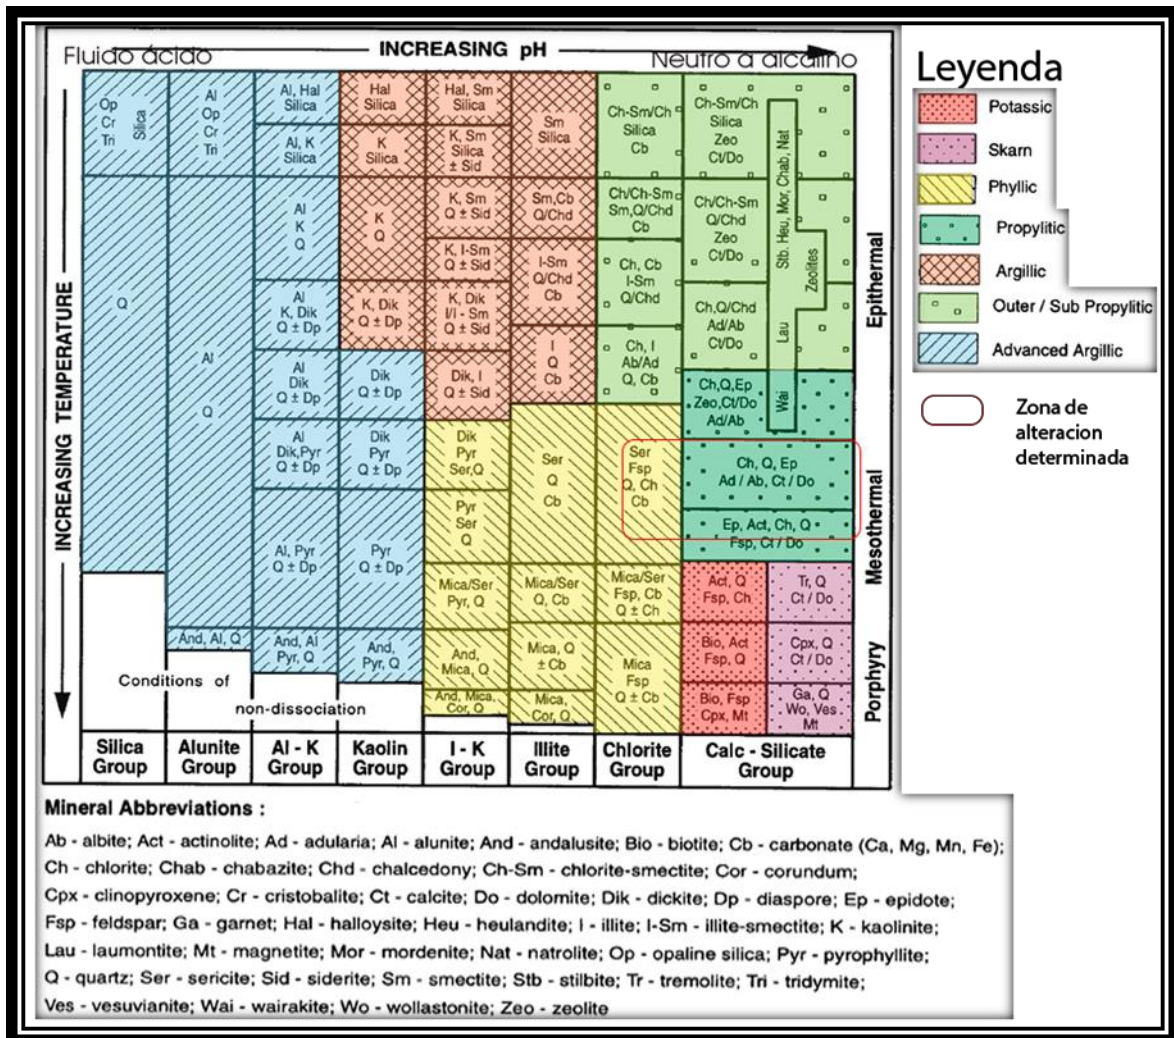 Fluido ácido
INCREASING pH
Neutro a alcalino
INCREASING TEMPERATURE
Op
Cr
Tri
Silica
Q
Al
Op
Cr
Tri
Al
Q
And, Al, Q
Al, Hal
Silica
Al, K
Silica
Al
K
Q
Al
K, Dik
Q ± Dp
Al
Dik
Q ± Dp
Al
Dik,Pyr
Q ± Dp
Al, Pyr
Q ± Dp
And, Al
Pyr, Q
Hal
Silica
K
Silica
K
Q
K, Dik
Q ± Dp
Dik
Q ± Dp
Dik
Pyr
Q ± Dp
Pyr
Q ± Dp
And,
Pyr, Q
Hal, Sm
Silica
K, Sm
Silica
± Sid
K, Sm
Q ± Sid
K, I-Sm
Q ± Sid
K, Dik
I/I - Sm
Q ± Sid
Dik, I
Q ± Sid
Dik
Pyr
Ser,Q
Pyr
Ser
Q
Mica/Ser
Pyr, Q
And,
Mica, Q
And, Mica,
Cor, Q
Sm
Silica
Sm,Cb
Q/Chd
I-Sm
Q/Chd
Cb
I
Q
Cb
Ser
Q
Cb
Mica/Ser
Q, Cb
Mica, Q
± Cb
Mica,
Cor, Q
Ch-Sm/Ch
Silica
Cb
Ch/Ch-Sm
Sm,Q/Chd
Cb
Ch, Cb
I-Sm
Q/Chd
Ch, I
Ab/Ad
Q, Cb
Ser
Fsp
Q, Ch
Cb
Mica/Ser
Fsp, Cb
Q ± Ch
Mica
Fsp
Q ± Cb
Ch-Sm/Ch
Silica
Zeo
Ct/Do
Ch/Ch-Sm
Q/Chd
Zeo
Ct/Do
Ch,Q/Chd
Ad/Ab
Ct/Do
Ch,Q,Ep
Zeo,Ct/Do
Ad/Ab
Stb. Heu, Mor, Chab, Nat
Lau
Wai
Zeolites
Ch, Q, Ep
Ad / Ab, Ct / Do
Ep, Act, Ch, Q
Fsp, Ct / Do
Act, Q
Fsp, Ch
Tr, Q
Ct / Do
Bio, Act
Fsp, Q
Cpx, Q
Ct / Do
Bio, Fsp
Cpx, Mt
Ga, Q
Wo, Ves
Mt
Epithermal
Mesothermal
Porphyry
Conditions of
non-dissociation
Silica
Group
Alunite
Group
Al - K
Group
Kaolin
Group
I - K
Group
Illite
Group
Chlorite
Group
Calc - Silicate
Group
Leyenda
Potassic
Skarn
Phyllic
Propylitic
Argillic
Outer / Sub Propylitic
Advanced Argillic
Zona de
alteracion
determinada
Mineral Abbreviations :
Ab - albite; Act - actinolite; Ad - adularia; Al - alunite; And - andalusite; Bio - biotite; Cb - carbonate (Ca, Mg, Mn, Fe);
Ch - chlorite; Chab - chabazite; Chd - chalcedony; Ch-Sm - chlorite-smectite; Cor - corundum;
Cpx - clinopyroxene; Cr - cristobalite; Ct - calcite; Do - dolomite; Dik - dickite; Dp - diaspore; Ep - epidote;
Fsp - feldspar; Ga - garnet; Hal - halloysite; Heu - heulandite; I - illite; I-Sm - illite-smectite; K - kaolinite;
Lau - laumontite; Mt - magnetite; Mor - mordenite; Nat - natrolite; Op - opaline silica; Pyr - pyrophyllite;
Q - quartz; Ser - sericite; Sid - siderite; Sm - smectite; Stb - stilbite; Tr - tremolite; Tri - tridymite;
Ves - vesuvianite; Wai - wairakite; Wo - wollastonite; Zeo - zeolite